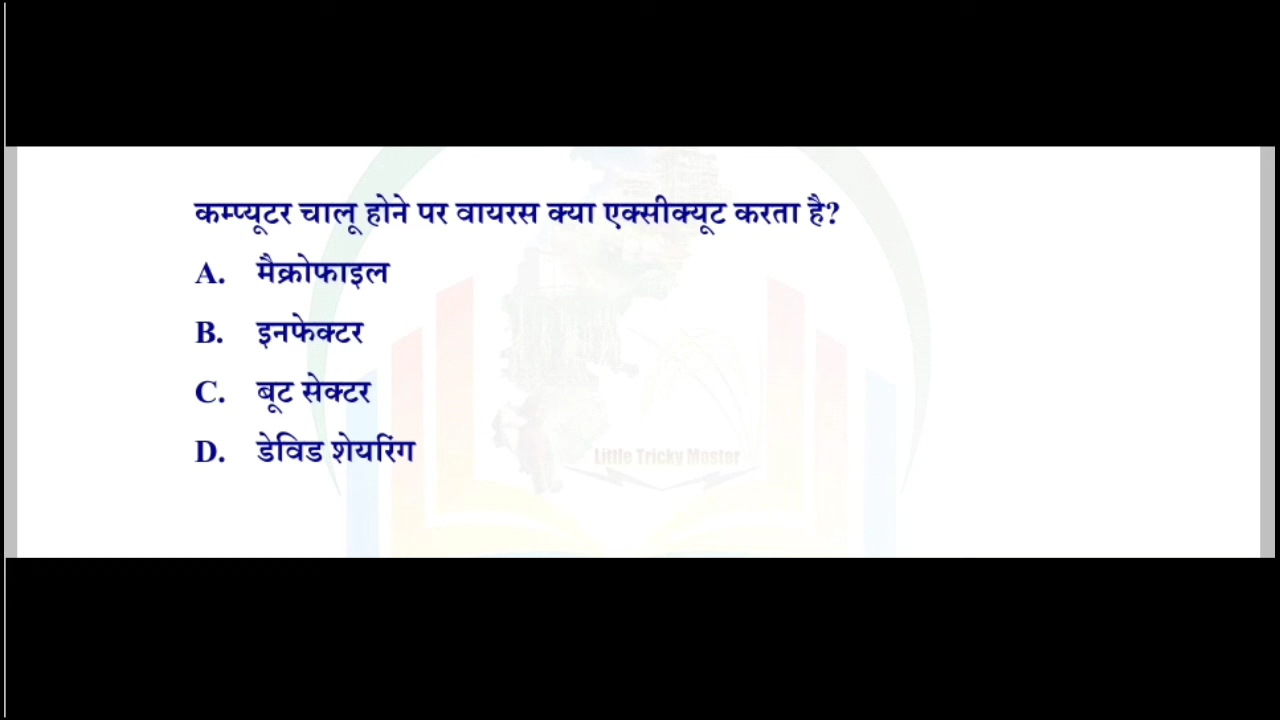 कम्प्यूटर चालू होने पर वायरस क्या एक्सीक्यूट करता है?
A. मैक्रोफाइल
B. इनफेक्टर
C. बूट सेक्टर
D. डेविड शेयरिंग
Little Tricky Master